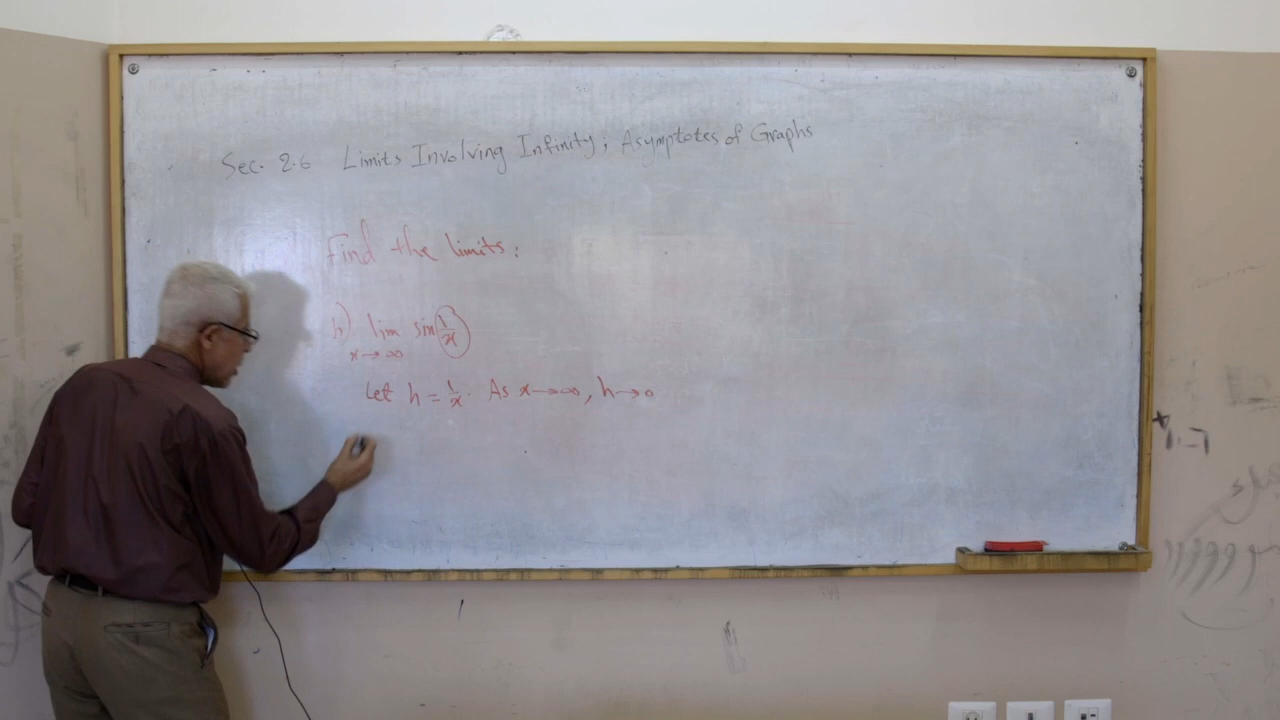 Sec. 2.6 Limits Involving Infinity; Asymptotes of Graphs
Find the limits:
b) lim sin 1/x
x→∞
Let h = 1/x. As x→∞, h→0